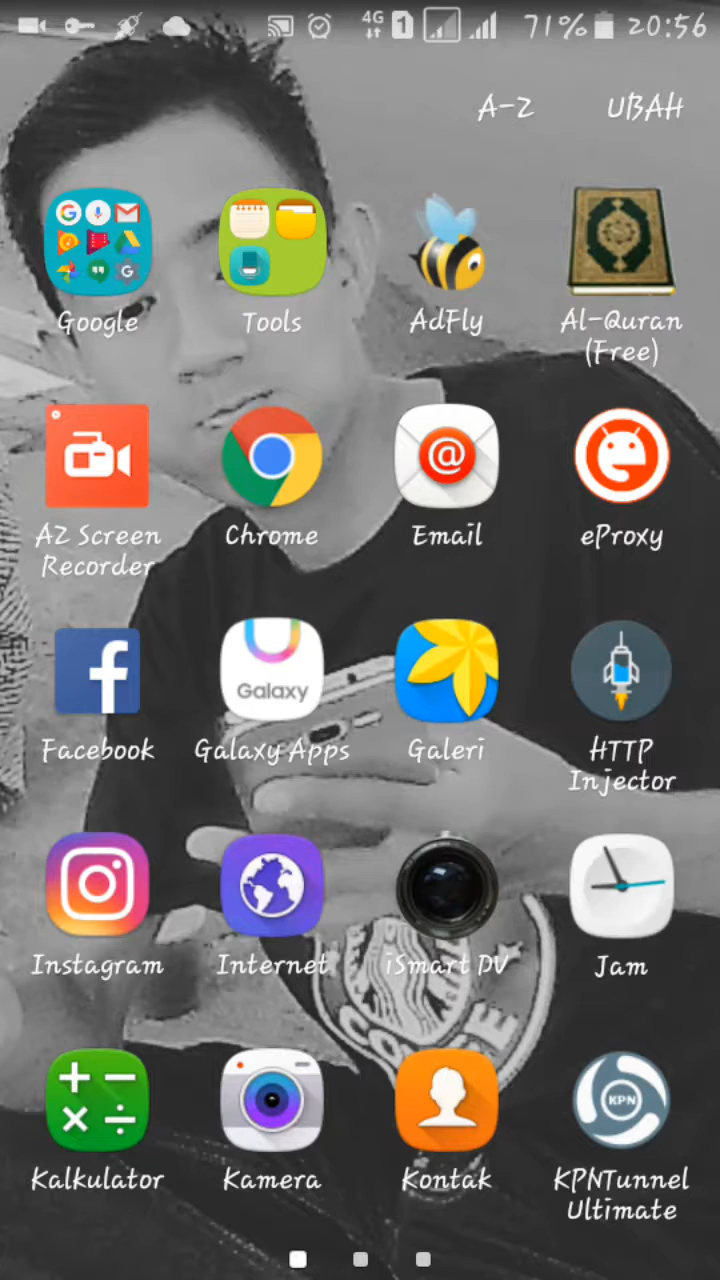 4G 1 71% 20:56
A-Z UBAH
Google Tools AdFly Al-Quran
(Free)
@
AZ Screen Chrome Email eProxy
Recorder
f Galaxy
Facebook Galaxy Apps Galeri HTTP
Injector
Instagram Internet iSmart DV Jam
KPN
Kalkulator Kamera Kontak KPNTunnel
Ultimate